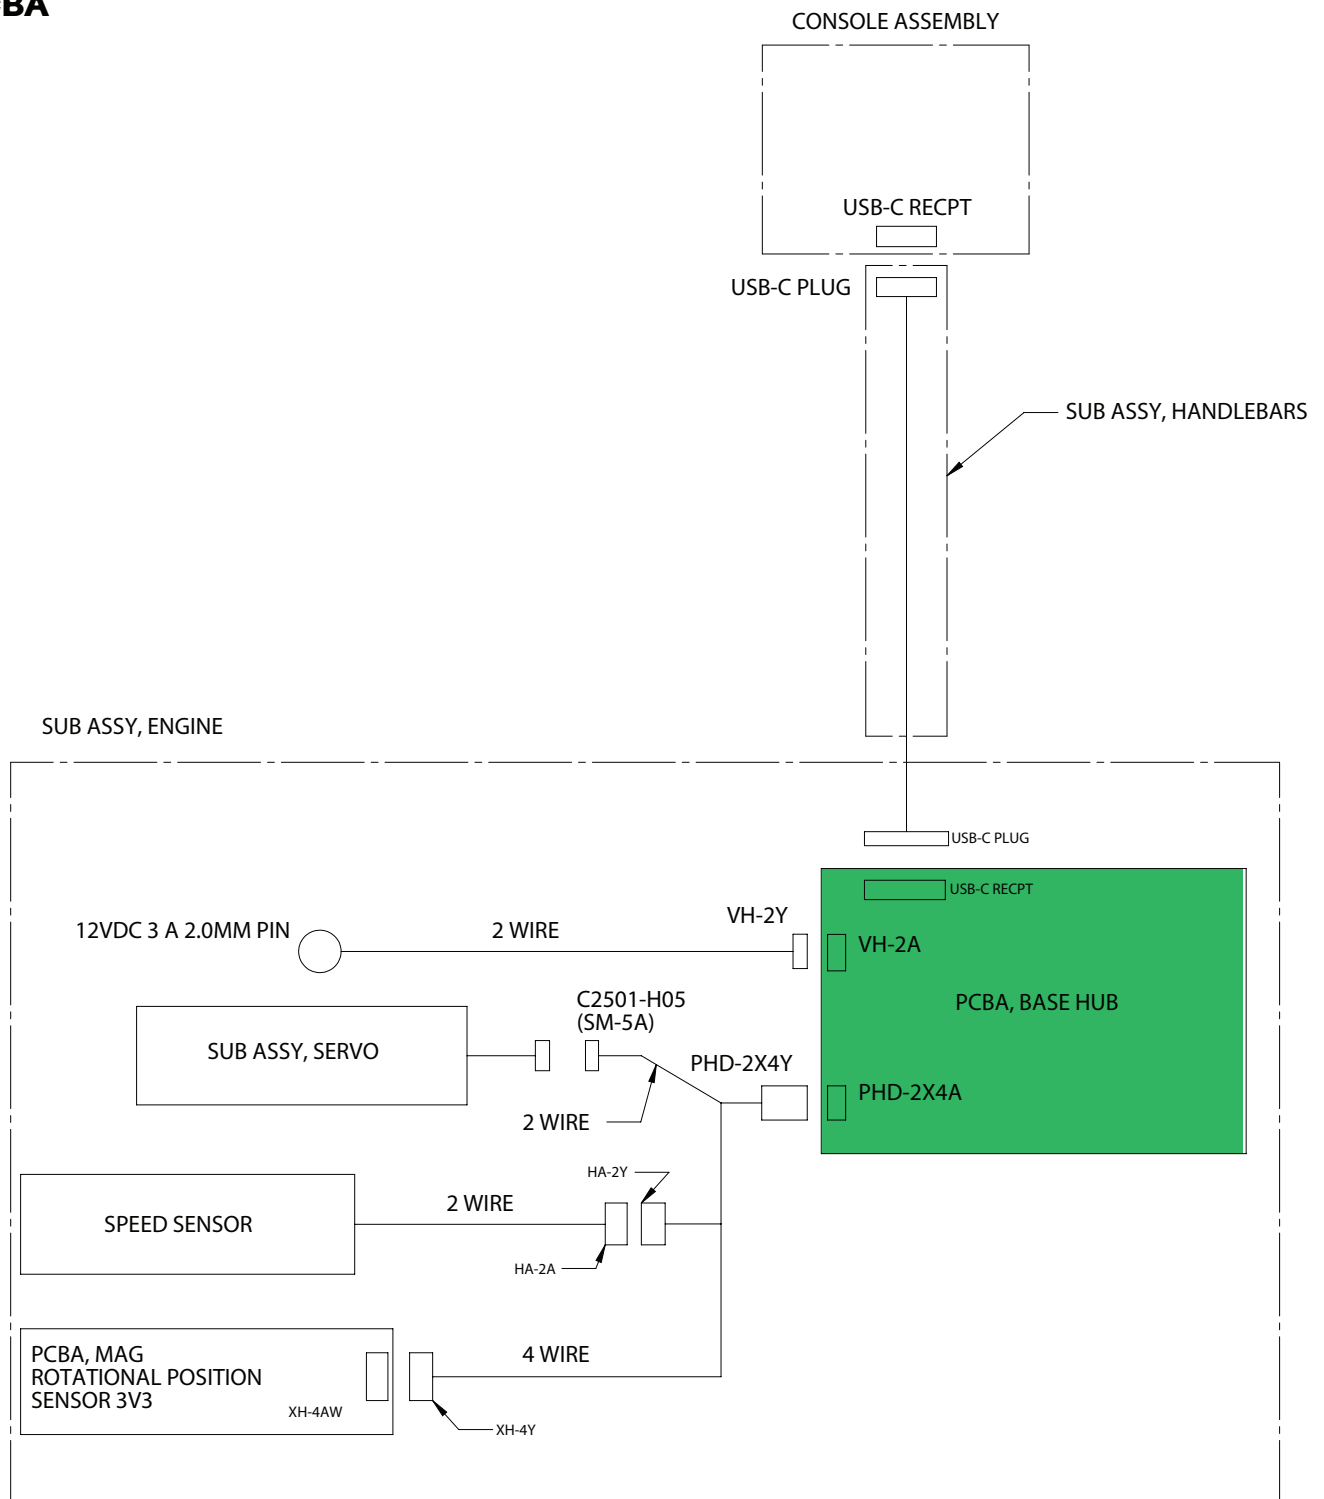 BA
CONSOLE ASSEMBLY
USB-C RECPT
USB-C PLUG
SUB ASSY, HANDLEBARS
SUB ASSY, ENGINE
USB-C PLUG
USB-C RECPT
12VDC 3 A 2.0MM PIN
2 WIRE
VH-2Y
VH-2A
PCBA, BASE HUB
C2501-H05
(SM-5A)
SUB ASSY, SERVO
PHD-2X4Y
PHD-2X4A
2 WIRE
HA-2Y
2 WIRE
SPEED SENSOR
HA-2A
4 WIRE
PCBA, MAG
ROTATIONAL POSITION
SENSOR 3V3
XH-4AW
XH-4Y